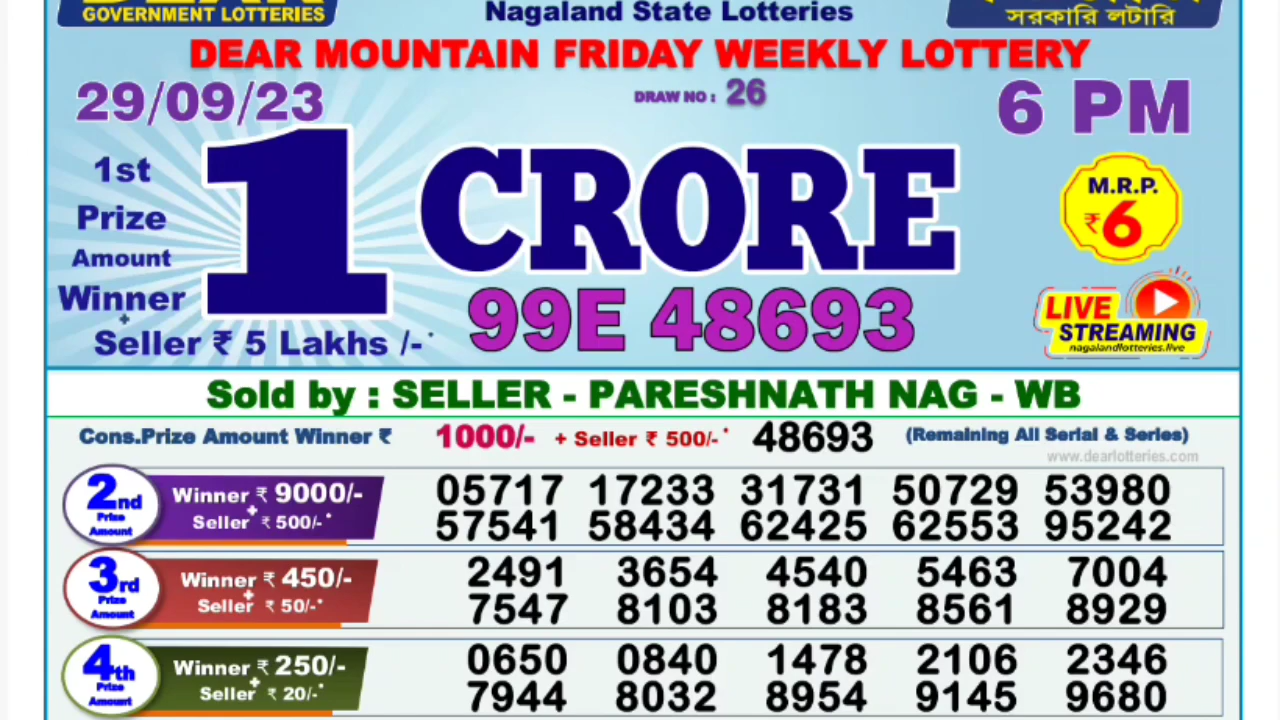 GOVERNMENT LOTTERIES
Nagaland State Lotteries
সরকারি লটারি
DEAR MOUNTAIN FRIDAY WEEKLY LOTTERY
29/09/23
DRAW NO : 26
6 PM
1st
Prize
Amount
Winner
+
Seller ₹ 5 Lakhs /-*
1 CRORE
99E 48693
M.R.P.
₹6
LIVE
STREAMING
nagalandlotteries.live
Sold by : SELLER - PARESHNATH NAG - WB
Cons.Prize Amount Winner ₹ 1000/- + Seller ₹ 500/-* 48693 (Remaining All Serial & Series)
www.dearlotteries.com
2nd Prize Amount
Winner ₹ 9000/-
+
Seller ₹ 500/-*
05717 17233 31731 50729 53980
57541 58434 62425 62553 95242
3rd Prize Amount
Winner ₹ 450/-
+
Seller ₹ 50/-*
2491 3654 4540 5463 7004
7547 8103 8183 8561 8929
4th Prize Amount
Winner ₹ 250/-
+
Seller ₹ 20/-*
0650 0840 1478 2106 2346
7944 8032 8954 9145 9680